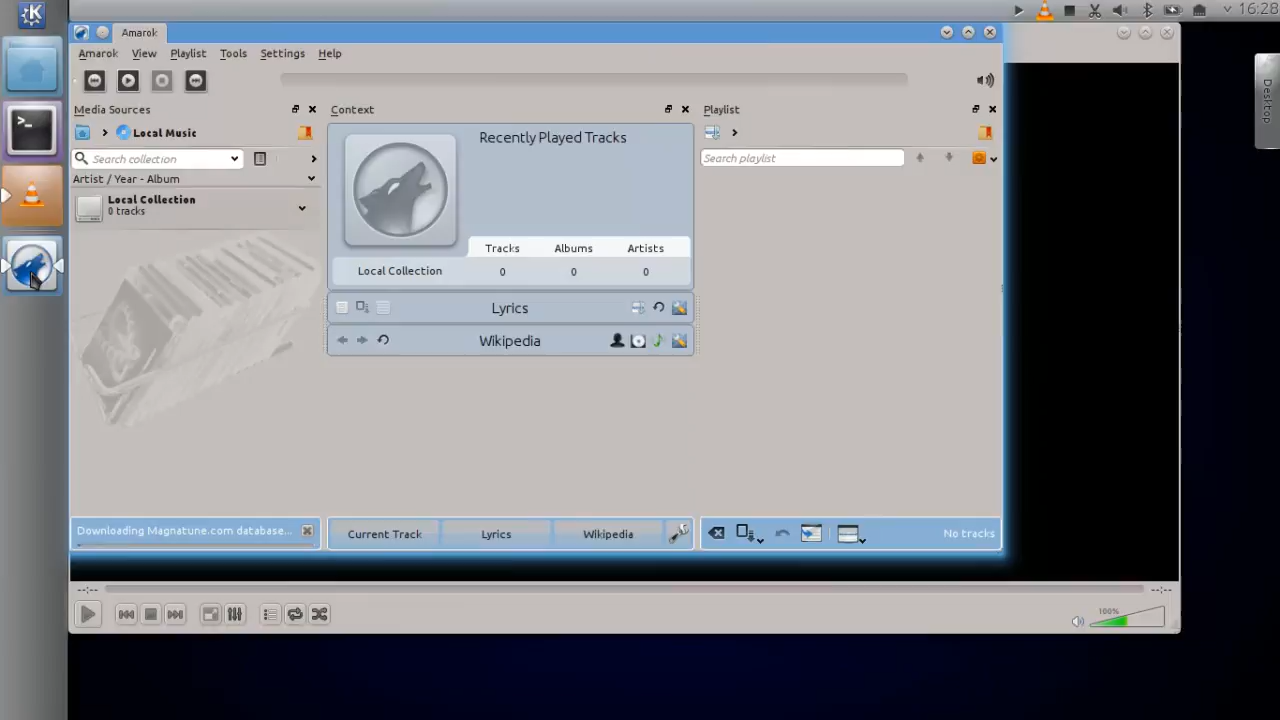 16:28
Amarok
Amarok View Playlist Tools Settings Help
Media Sources
Local Music
Search collection
Artist / Year - Album
Local Collection
0 tracks
Context
Recently Played Tracks
Tracks Albums Artists
Local Collection 0 0 0
Lyrics
Wikipedia
Playlist
Search playlist
Downloading Magnatune.com database...
Current Track Lyrics Wikipedia
No tracks
Desktop
--:-- --:--
100%